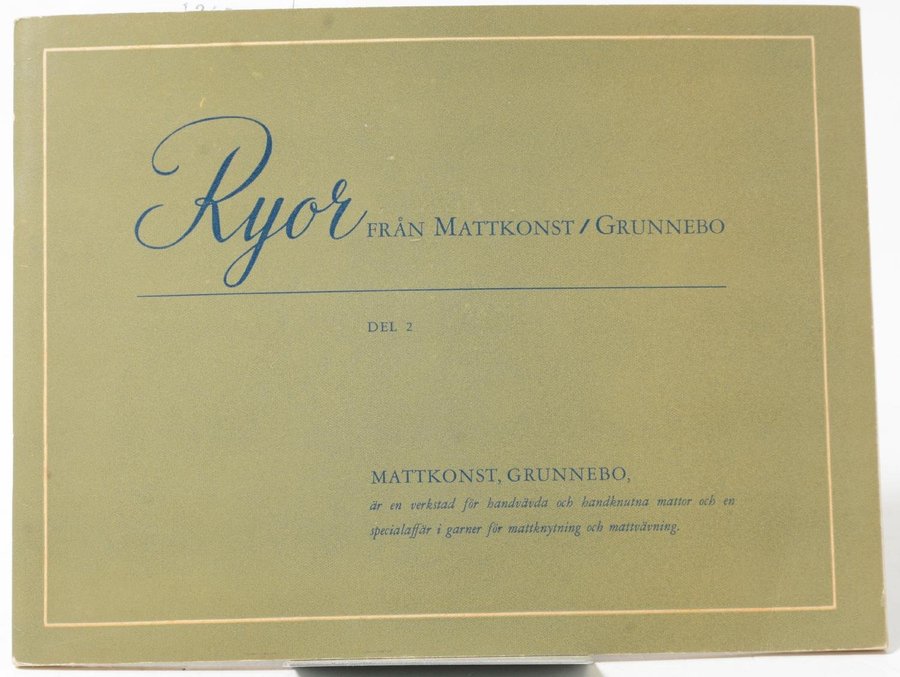 Ryor FRÅN MATTKONST / GRUNNEBO
DEL 2
MATTKONST, GRUNNEBO,
är en verkstad för handvävda och handknutna mattor och en
specialaffär i garner för mattknytning och mattvävning.